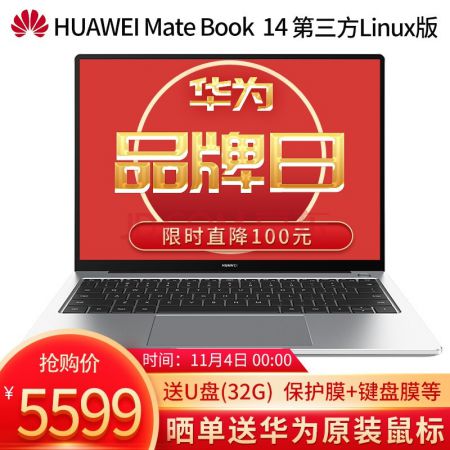 HUAWEI Mate Book 14 第三方Linux版
华为
品牌日
限时直降100元
HUAWEI
抢购价
时间：11月4日 00:00
¥5599
送U盘(32G) 保护膜+键盘膜等
晒单送华为原装鼠标